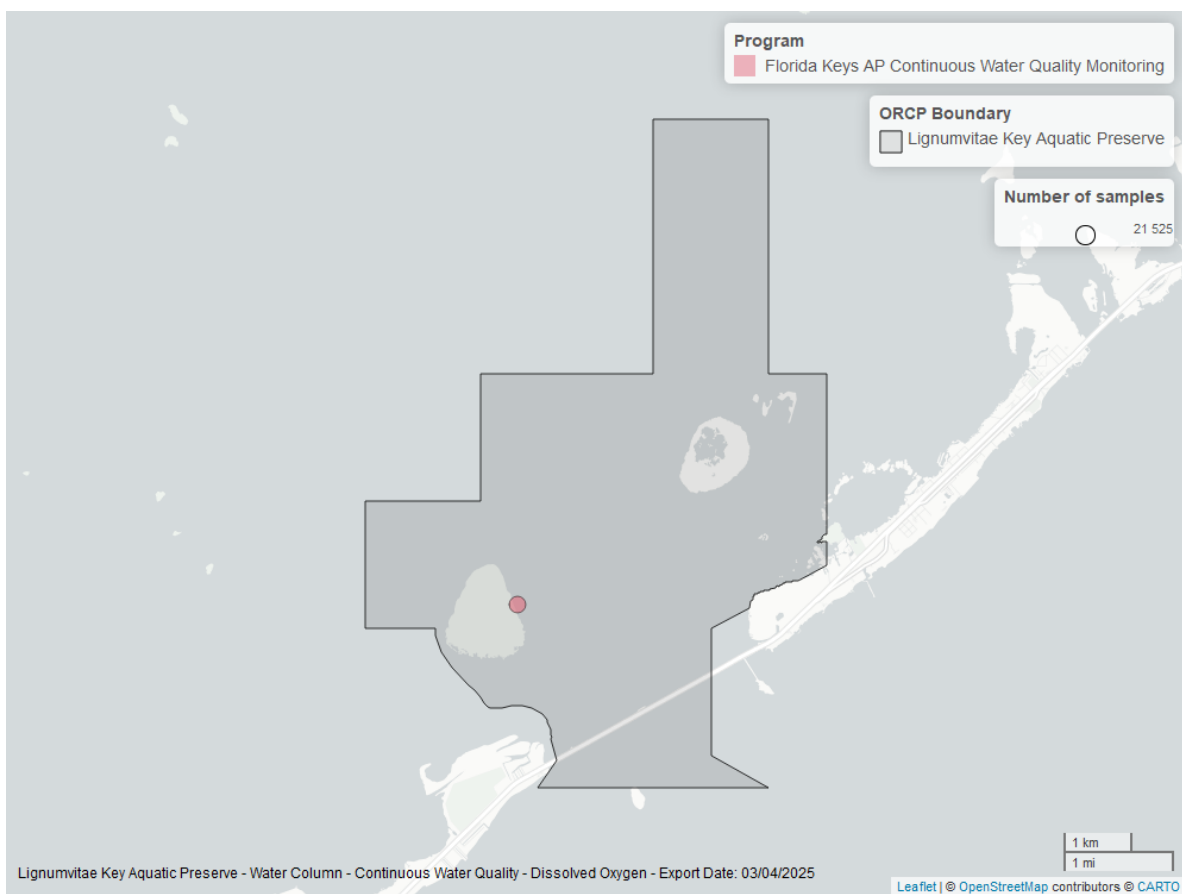 Program
Florida Keys AP Continuous Water Quality Monitoring
ORCP Boundary
Lignumvitae Key Aquatic Preserve
Number of samples
21 525
1 km
1 mi
Lignumvitae Key Aquatic Preserve - Water Column - Continuous Water Quality - Dissolved Oxygen - Export Date: 03/04/2025
Leaflet | © OpenStreetMap contributors © CARTO